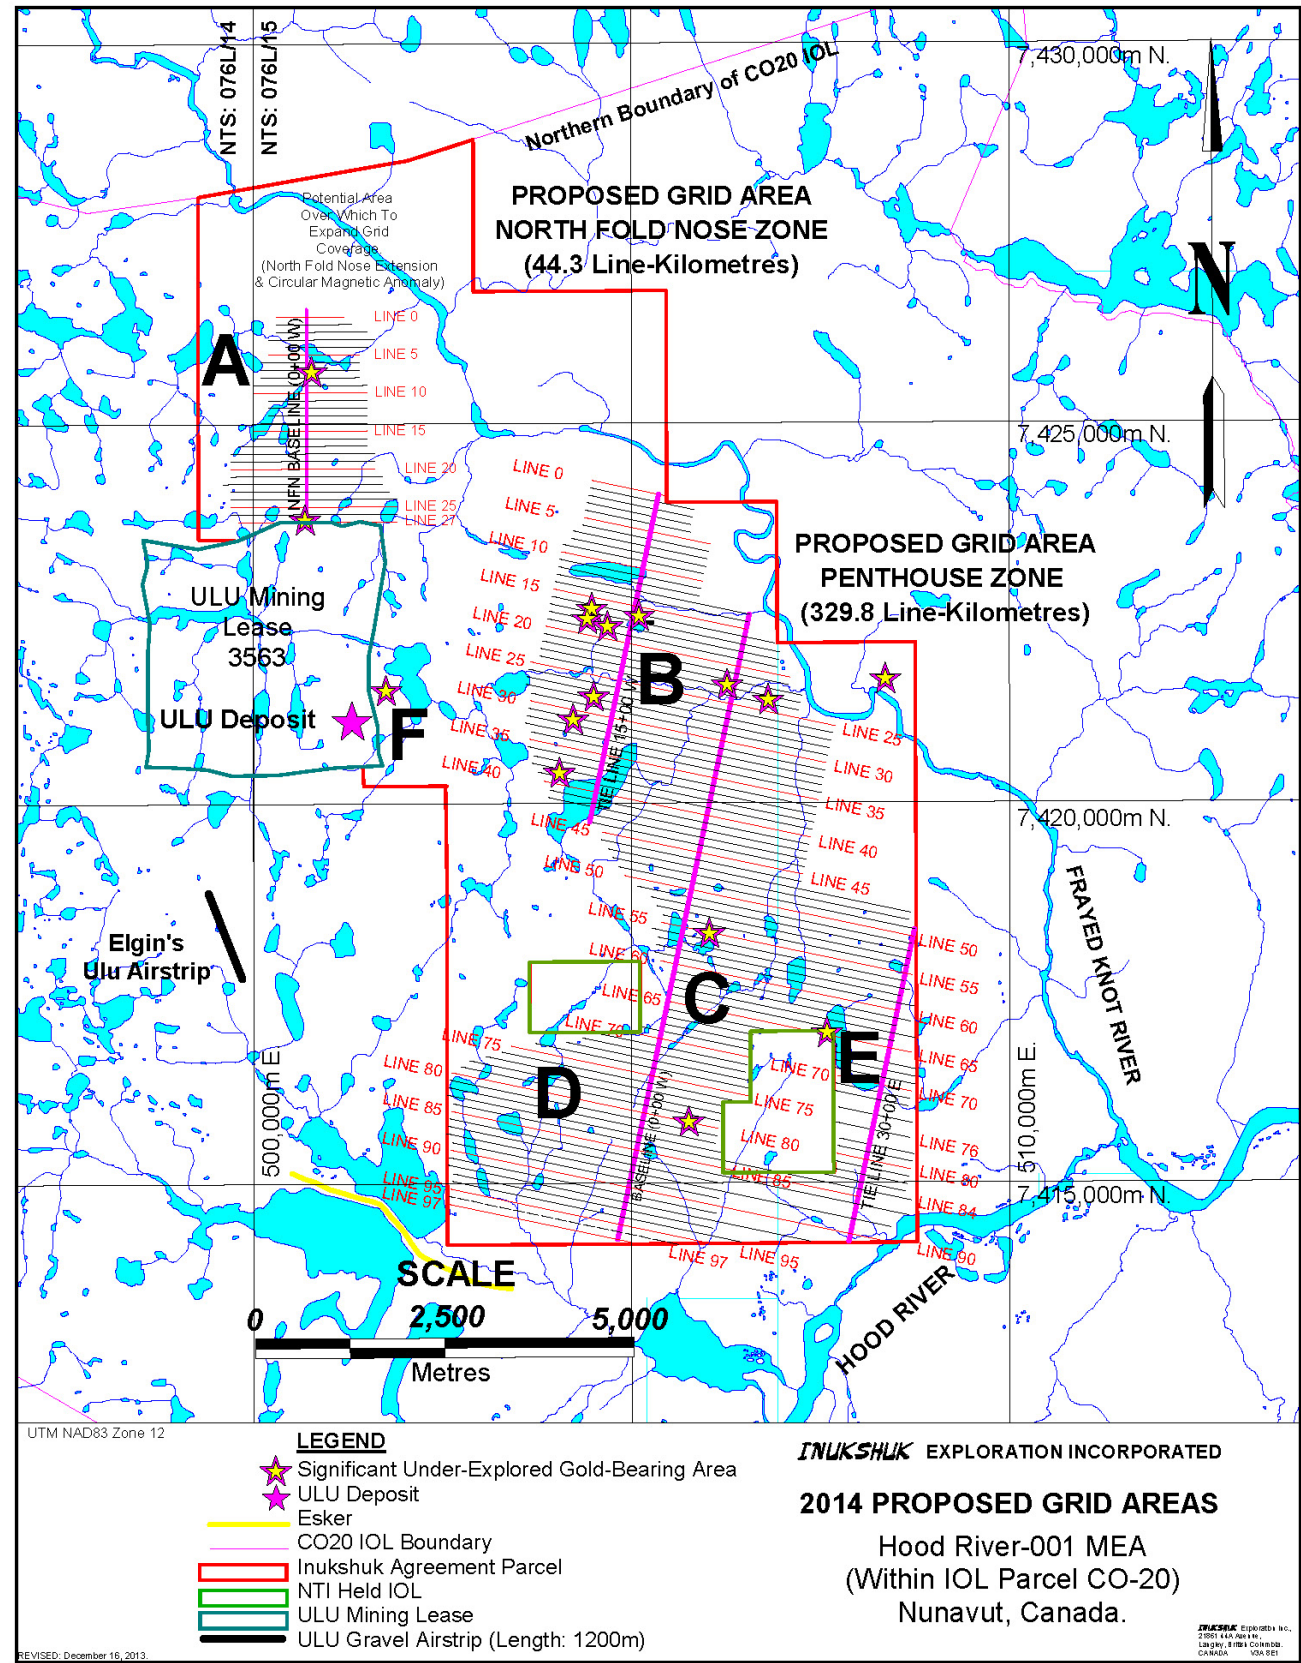 NTS: 076L/14
NTS: 076L/15
7,430,000m N.
Northern Boundary of CO20 IOL
Potential Area
Over Which To
Expand Grid
Coverage
(North Fold Nose Extension
& Circular Magnetic Anomaly)
PROPOSED GRID AREA
NORTH FOLD NOSE ZONE
(44.3 Line-Kilometres)
N
LINE 0
LINE 5
LINE 10
LINE 15
LINE 20
LINE 25
LINE 27
A
NFN BASELINE (0+00 W)
7,425,000m N.
LINE 0
LINE 5
LINE 10
LINE 15
LINE 20
LINE 25
LINE 30
LINE 35
LINE 40
LINE 45
LINE 50
LINE 55
LINE 60
LINE 65
LINE 70
LINE 75
LINE 80
LINE 85
LINE 90
LINE 95
LINE 97
PROPOSED GRID AREA
PENTHOUSE ZONE
(329.8 Line-Kilometres)
ULU Mining
Lease
3563
ULU Deposit
F
B
TIE LINE 15+00 W
LINE 25
LINE 30
LINE 35
LINE 40
LINE 45
LINE 50
LINE 55
LINE 60
LINE 65
LINE 70
LINE 76
LINE 80
LINE 84
LINE 90
7,420,000m N.
FRAYED KNOT RIVER
Elgin's
Ulu Airstrip
C
D
E
LINE 70
LINE 75
LINE 80
LINE 85
BASELINE (0+00 W)
TIE LINE 30+00 E
500,000m E
510,000m E.
7,415,000m N.
LINE 97
LINE 95
HOOD RIVER
SCALE
0 2,500 5,000
Metres
UTM NAD83 Zone 12
LEGEND
Significant Under-Explored Gold-Bearing Area
ULU Deposit
Esker
CO20 IOL Boundary
Inukshuk Agreement Parcel
NTI Held IOL
ULU Mining Lease
ULU Gravel Airstrip (Length: 1200m)
REVISED: December 16, 2013.
INUKSHUK EXPLORATION INCORPORATED
2014 PROPOSED GRID AREAS
Hood River-001 MEA
(Within IOL Parcel CO-20)
Nunavut, Canada.
INUKSHUK Exploration Inc.,
Langley, British Columbia.
CANADA V3A 8E1